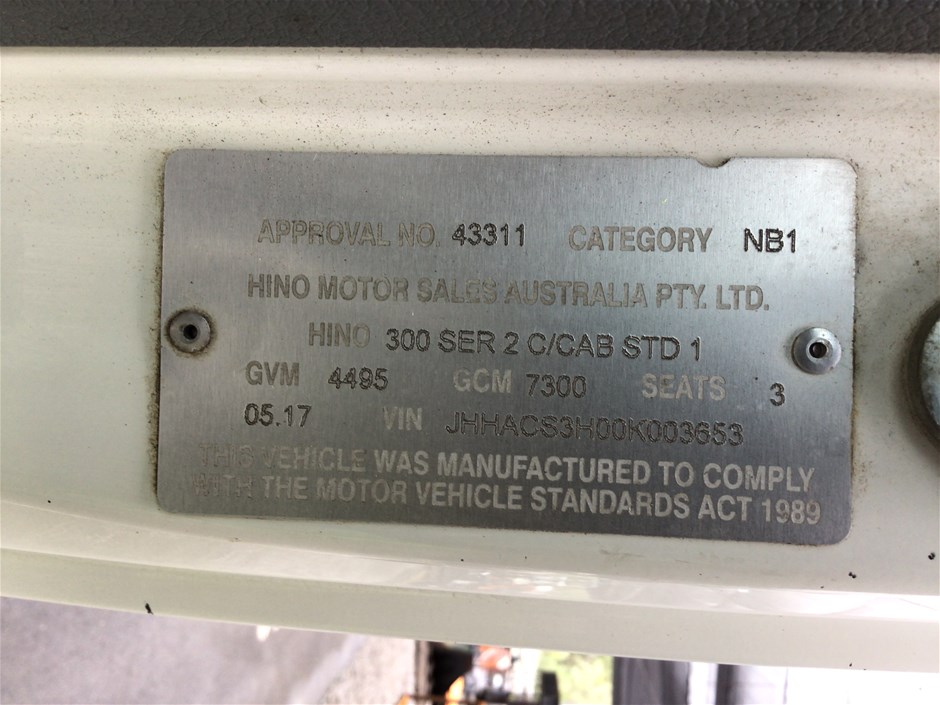 APPROVAL NO. 43311 CATEGORY NB1
HINO MOTOR SALES AUSTRALIA PTY. LTD.
HINO 300 SER 2 C/CAB STD 1
GVM 4495 GCM 7300 SEATS 3
05.17 VIN JHHACS3H00K003653
THIS VEHICLE WAS MANUFACTURED TO COMPLY
WITH THE MOTOR VEHICLE STANDARDS ACT 1989